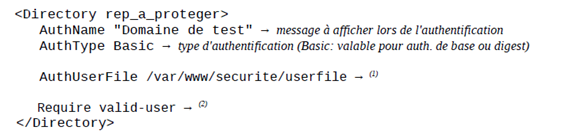 <Directory rep_a_proteger>
AuthName "Domaine de test" → message à afficher lors de l'authentification
AuthType Basic → type d'authentification (Basic: valable pour auth. de base ou digest)
AuthUserFile /var/www/securite/userfile → (1)
Require valid-user → (2)
</Directory>